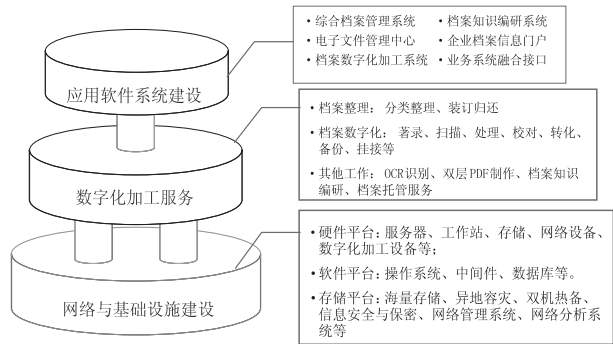 ·综合档案管理系统 ·档案知识编研系统
·电子文件管理中心 ·企业档案信息门户
·档案数字化加工系统 ·业务系统融合接口
应用软件系统建设
·档案整理：分类整理、装订归还
·档案数字化：著录、扫描、处理、校对、转化、
备份、挂接等
·其他工作：OCR识别、双层PDF制作、档案知识
编研、档案托管服务
数字化加工服务
·硬件平台：服务器、工作站、存储、网络设备、
数字化加工设备等；
·软件平台：操作系统、中间件、数据库等。
·存储平台：海量存储、异地容灾、双机热备、
信息安全与保密、网络管理系统、网络分析系
统等
网络与基础设施建设